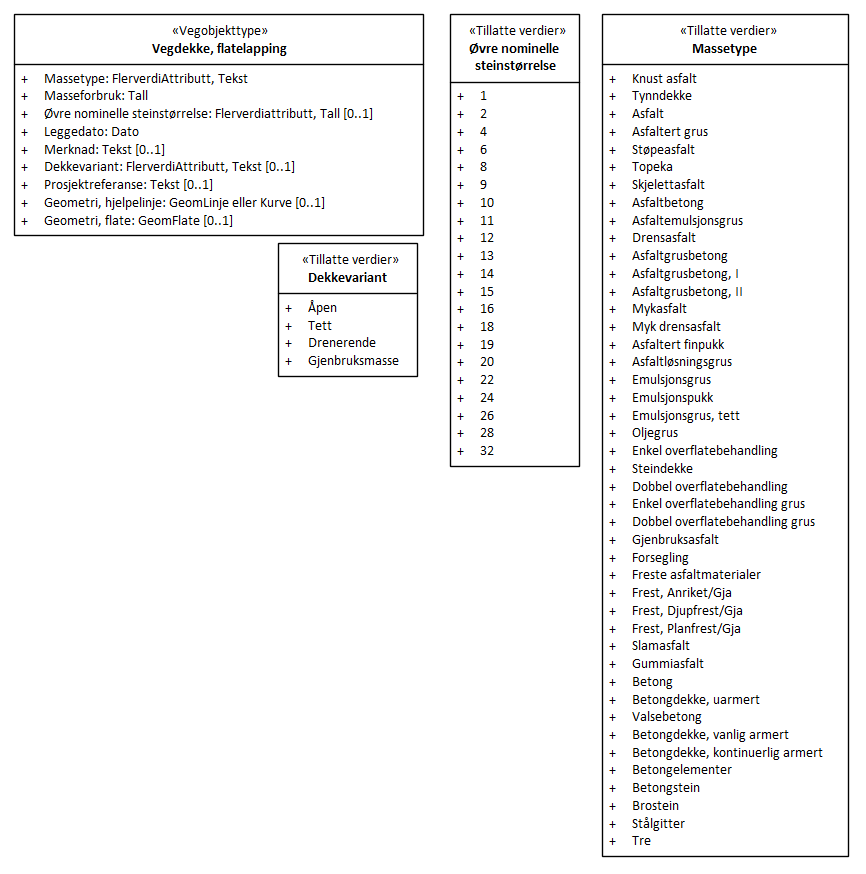 «Vegobjekttype»
Vegdekke, flatelapping
+ Massetype: FlerverdiAttributt, Tekst
+ Masseforbruk: Tall
+ Øvre nominelle steinstørrelse: Flerverdiattributt, Tall [0..1]
+ Leggedato: Dato
+ Merknad: Tekst [0..1]
+ Dekkevariant: FlerverdiAttributt, Tekst [0..1]
+ Prosjektreferanse: Tekst [0..1]
+ Geometri, hjelpelinje: GeomLinje eller Kurve [0..1]
+ Geometri, flate: GeomFlate [0..1]
«Tillatte verdier»
Dekkevariant
+ Åpen
+ Tett
+ Drenerende
+ Gjenbruksmasse
«Tillatte verdier»
Øvre nominelle
steinstørrelse
+ 1
+ 2
+ 4
+ 6
+ 8
+ 9
+ 10
+ 11
+ 12
+ 13
+ 14
+ 15
+ 16
+ 18
+ 19
+ 20
+ 22
+ 24
+ 26
+ 28
+ 32
«Tillatte verdier»
Massetype
+ Knust asfalt
+ Tynndekke
+ Asfalt
+ Asfaltert grus
+ Støpeasfalt
+ Topeka
+ Skjelettasfalt
+ Asfaltbetong
+ Asfaltemulsjonsgrus
+ Drensasfalt
+ Asfaltgrusbetong
+ Asfaltgrusbetong, I
+ Asfaltgrusbetong, II
+ Mykasfalt
+ Myk drensasfalt
+ Asfaltert finpukk
+ Asfaltløsningsgrus
+ Emulsjonsgrus
+ Emulsjonspukk
+ Emulsjonsgrus, tett
+ Oljegrus
+ Enkel overflatebehandling
+ Steindekke
+ Dobbel overflatebehandling
+ Enkel overflatebehandling grus
+ Dobbel overflatebehandling grus
+ Gjenbruksasfalt
+ Forsegling
+ Freste asfaltmaterialer
+ Frest, Anriket/Gja
+ Frest, Djupfrest/Gja
+ Frest, Planfrest/Gja
+ Slamasfalt
+ Gummiasfalt
+ Betong
+ Betongdekke, uarmert
+ Valsebetong
+ Betongdekke, vanlig armert
+ Betongdekke, kontinuerlig armert
+ Betongelementer
+ Betongstein
+ Brostein
+ Stålgitter
+ Tre